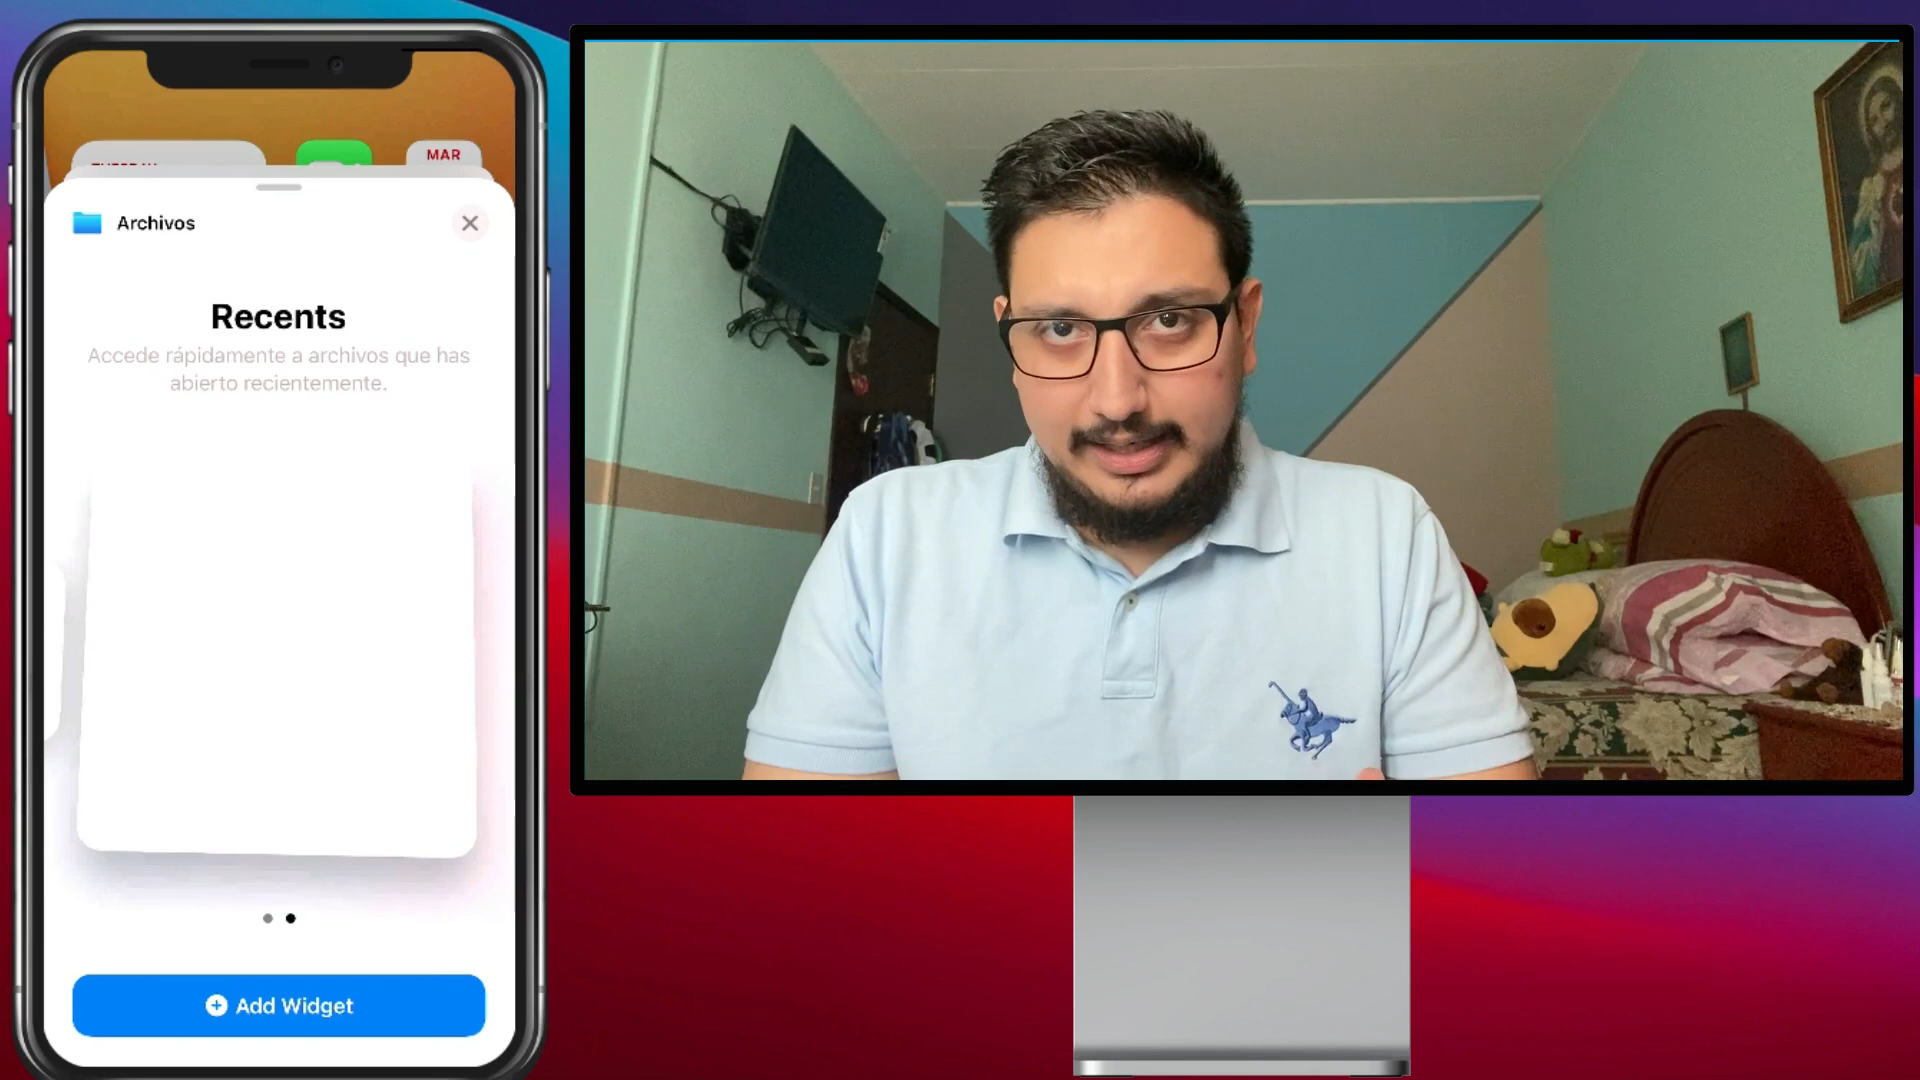 MAR
Archivos
Recents
Accede rápidamente a archivos que has
abierto recientemente.
Add Widget